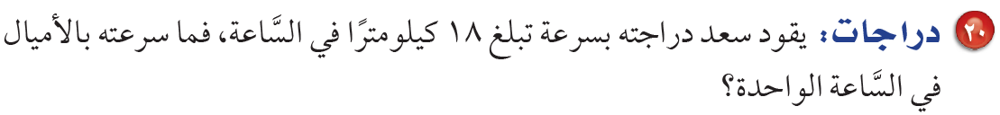 ٢٠ دراجات: يقود سعد دراجته بسرعة تبلغ ١٨ كيلومترًا في السَّاعة، فما سرعته بالأميال
في السَّاعة الواحدة؟